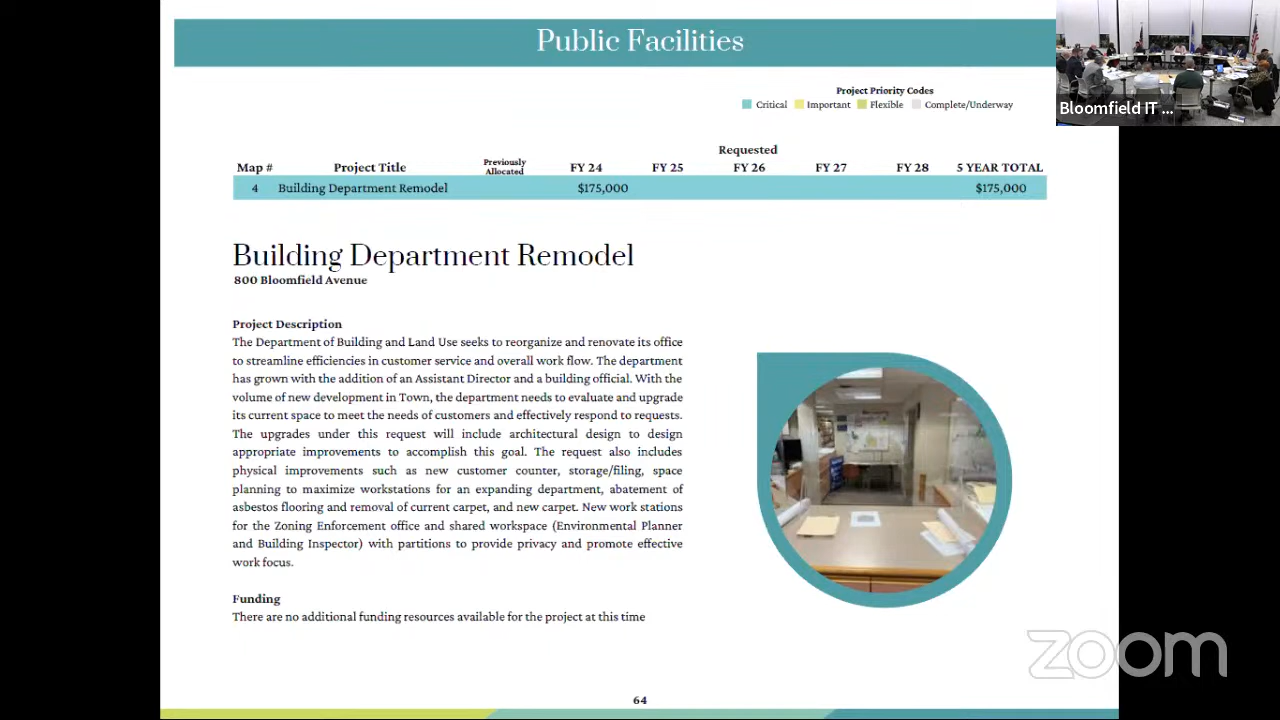 Public Facilities
Bloomfield IT ...
Project Priority Codes
Critical Important Flexible Complete/Underway
Requested
Map # Project Title Previously Allocated FY 24 FY 25 FY 26 FY 27 FY 28 5 YEAR TOTAL
4 Building Department Remodel $175,000 $175,000
Building Department Remodel
800 Bloomfield Avenue
Project Description
The Department of Building and Land Use seeks to reorganize and renovate its office
to streamline efficiencies in customer service and overall work flow. The department
has grown with the addition of an Assistant Director and a building official. With the
volume of new development in Town, the department needs to evaluate and upgrade
its current space to meet the needs of customers and effectively respond to requests.
The upgrades under this request will include architectural design to design
appropriate improvements to accomplish this goal. The request also includes
physical improvements such as new customer counter, storage/filing, space
planning to maximize workstations for an expanding department, abatement of
asbestos flooring and removal of current carpet, and new carpet. New work stations
for the Zoning Enforcement office and shared workspace (Environmental Planner
and Building Inspector) with partitions to provide privacy and promote effective
work focus.
Funding
There are no additional funding resources available for the project at this time
zoom
64